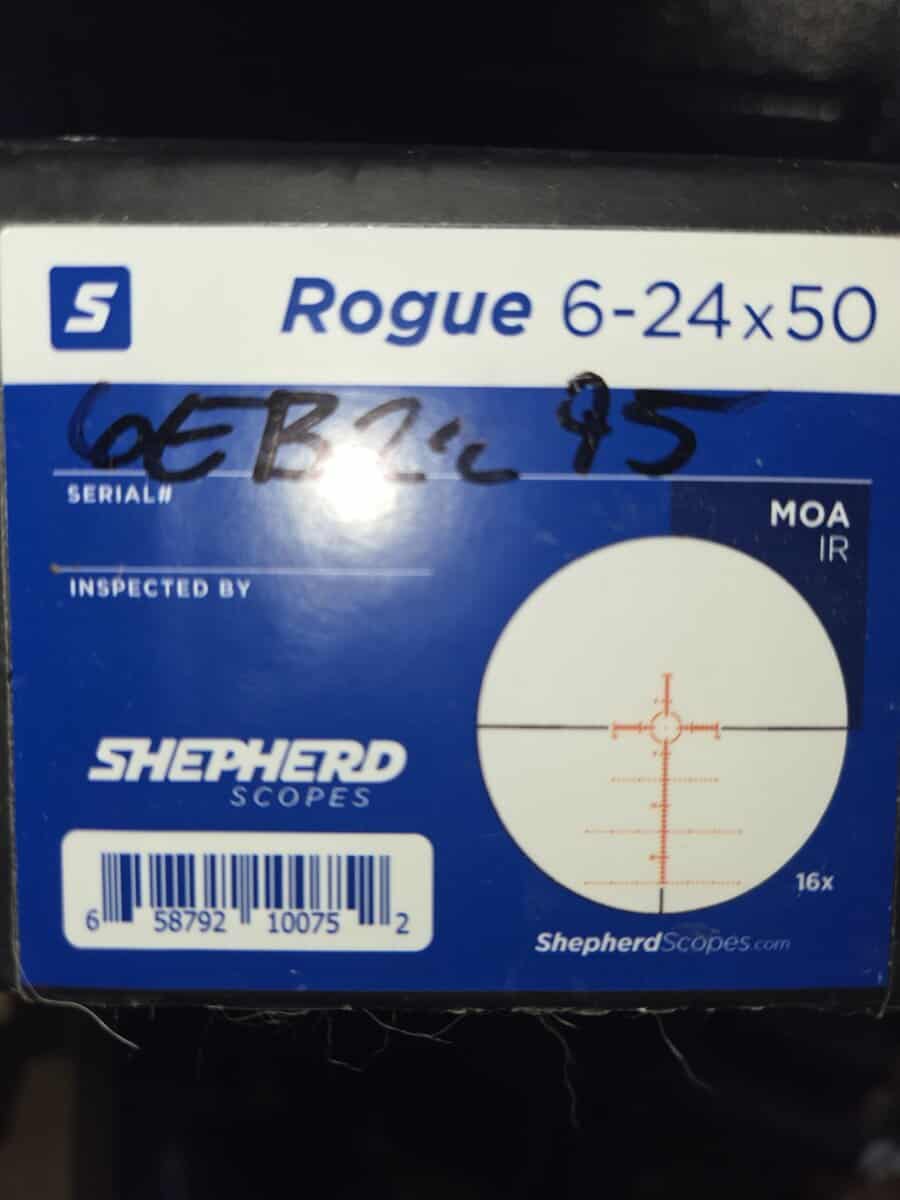 S
Rogue 6-24x50
SERIAL#
MOA
IR
INSPECTED BY
SHEPHERD
SCOPES
6 58792 10075 2
16x
ShepherdScopes.com